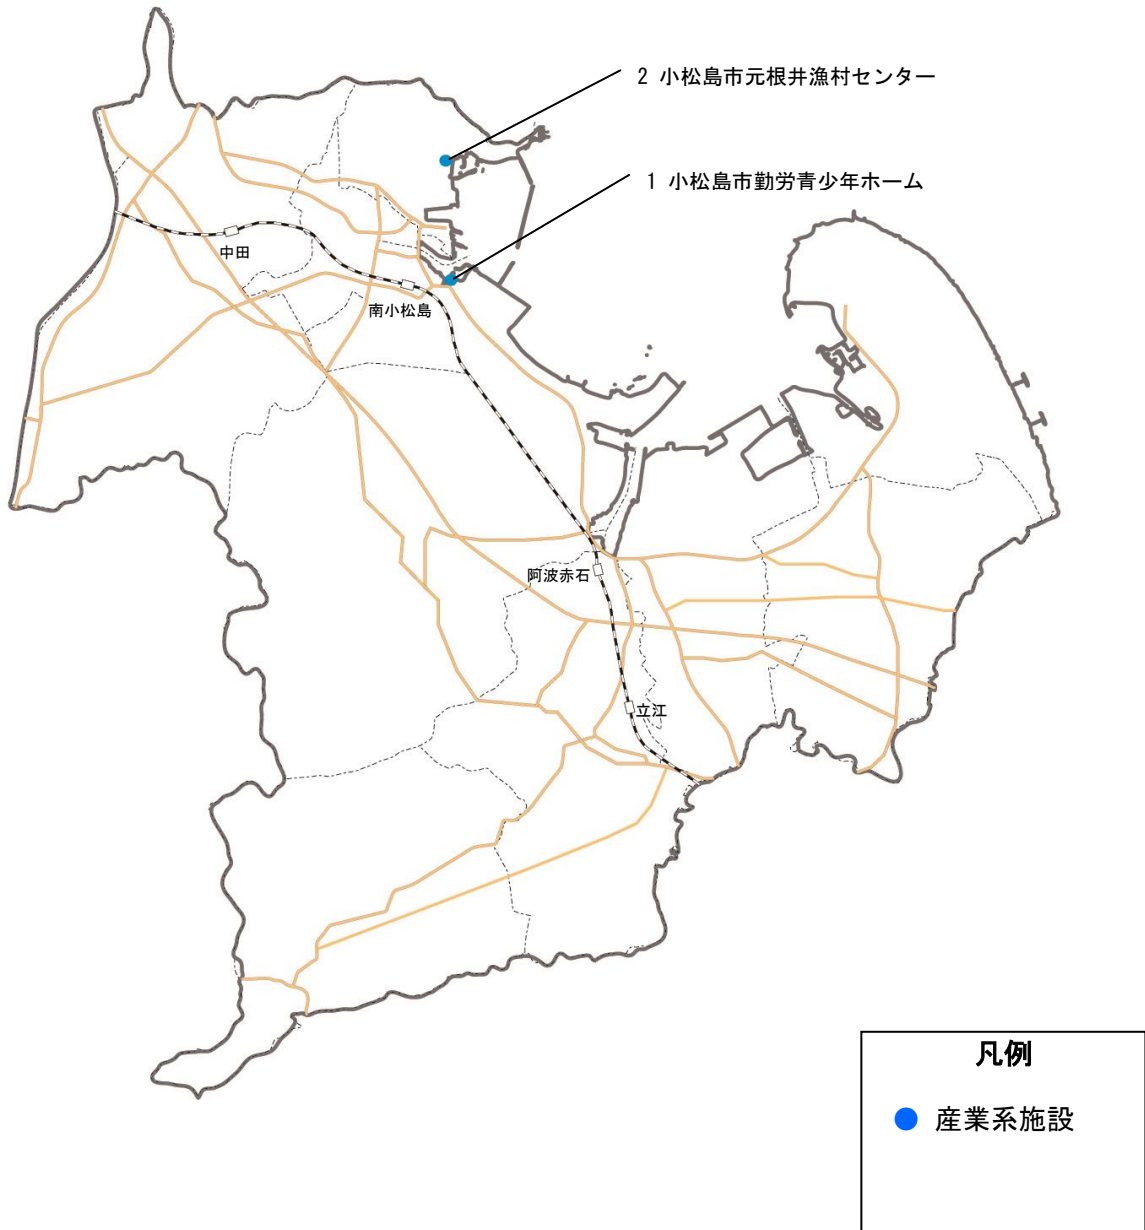 2 小松島市元根井漁村センター
1 小松島市勤労青少年ホーム
中田
南小松島
阿波赤石
立江
凡例
産業系施設